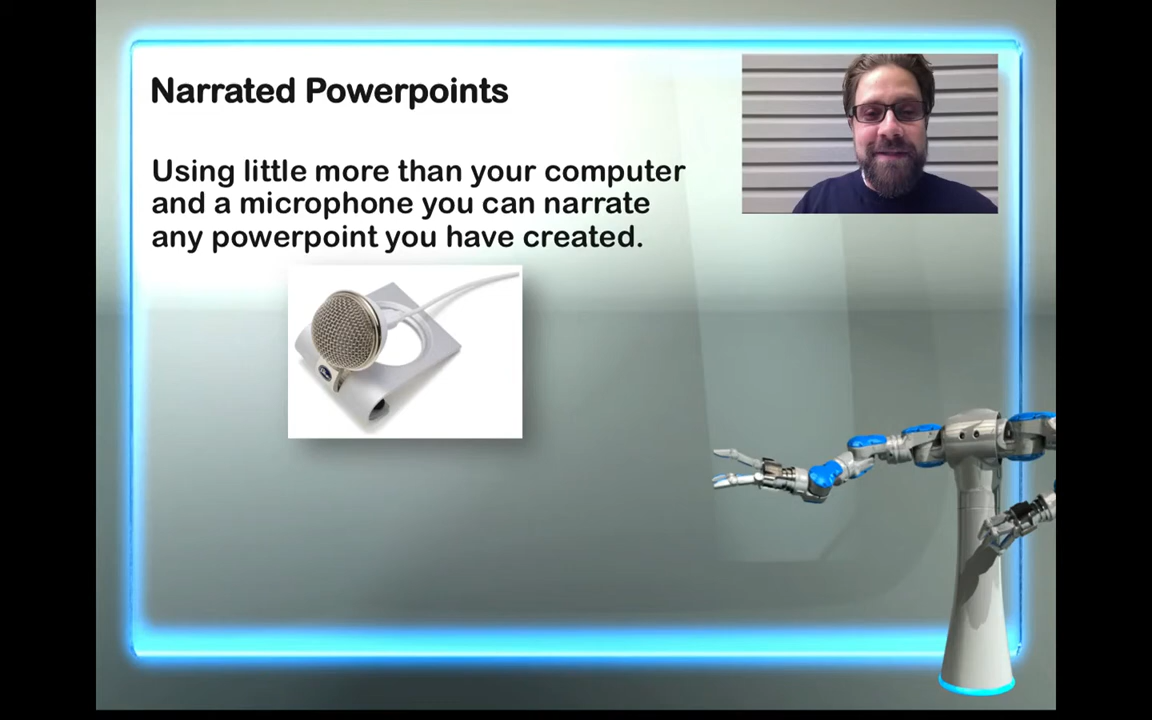 Narrated Powerpoints
Using little more than your computer
and a microphone you can narrate
any powerpoint you have created.